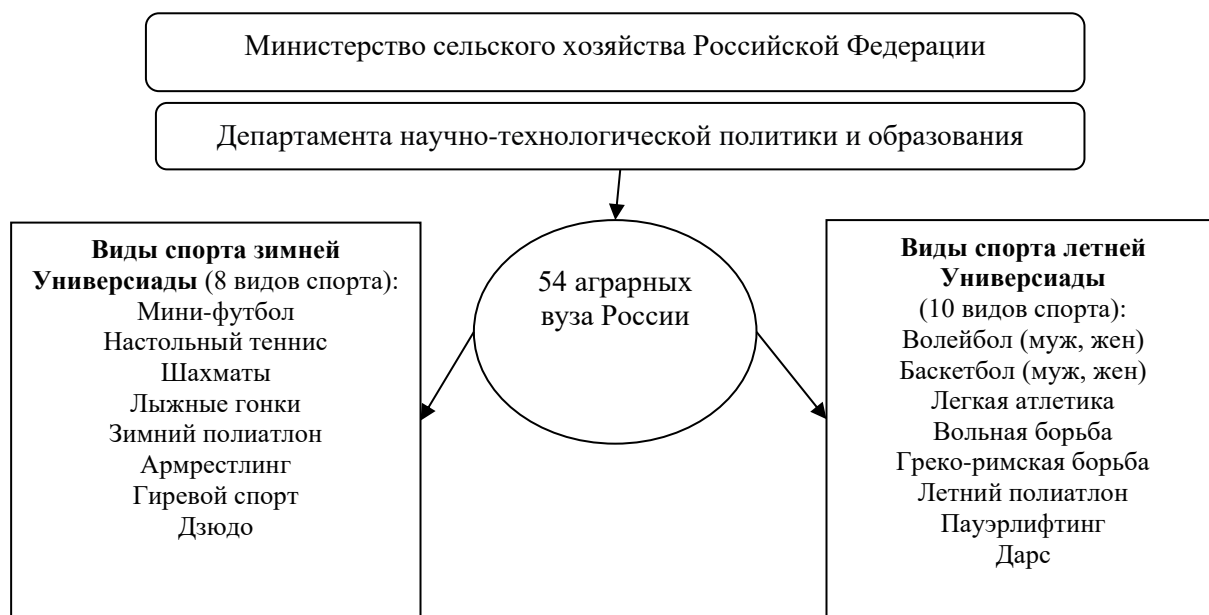 Министерство сельского хозяйства Российской Федерации
Департамента научно-технологической политики и образования
Виды спорта зимней
Универсиады (8 видов спорта):
Мини-футбол
Настольный теннис
Шахматы
Лыжные гонки
Зимний полиатлон
Армрестлинг
Гиревой спорт
Дзюдо
54 аграрных
вуза России
Виды спорта летней
Универсиады
(10 видов спорта):
Волейбол (муж, жен)
Баскетбол (муж, жен)
Легкая атлетика
Вольная борьба
Греко-римская борьба
Летний полиатлон
Пауэрлифтинг
Дарс